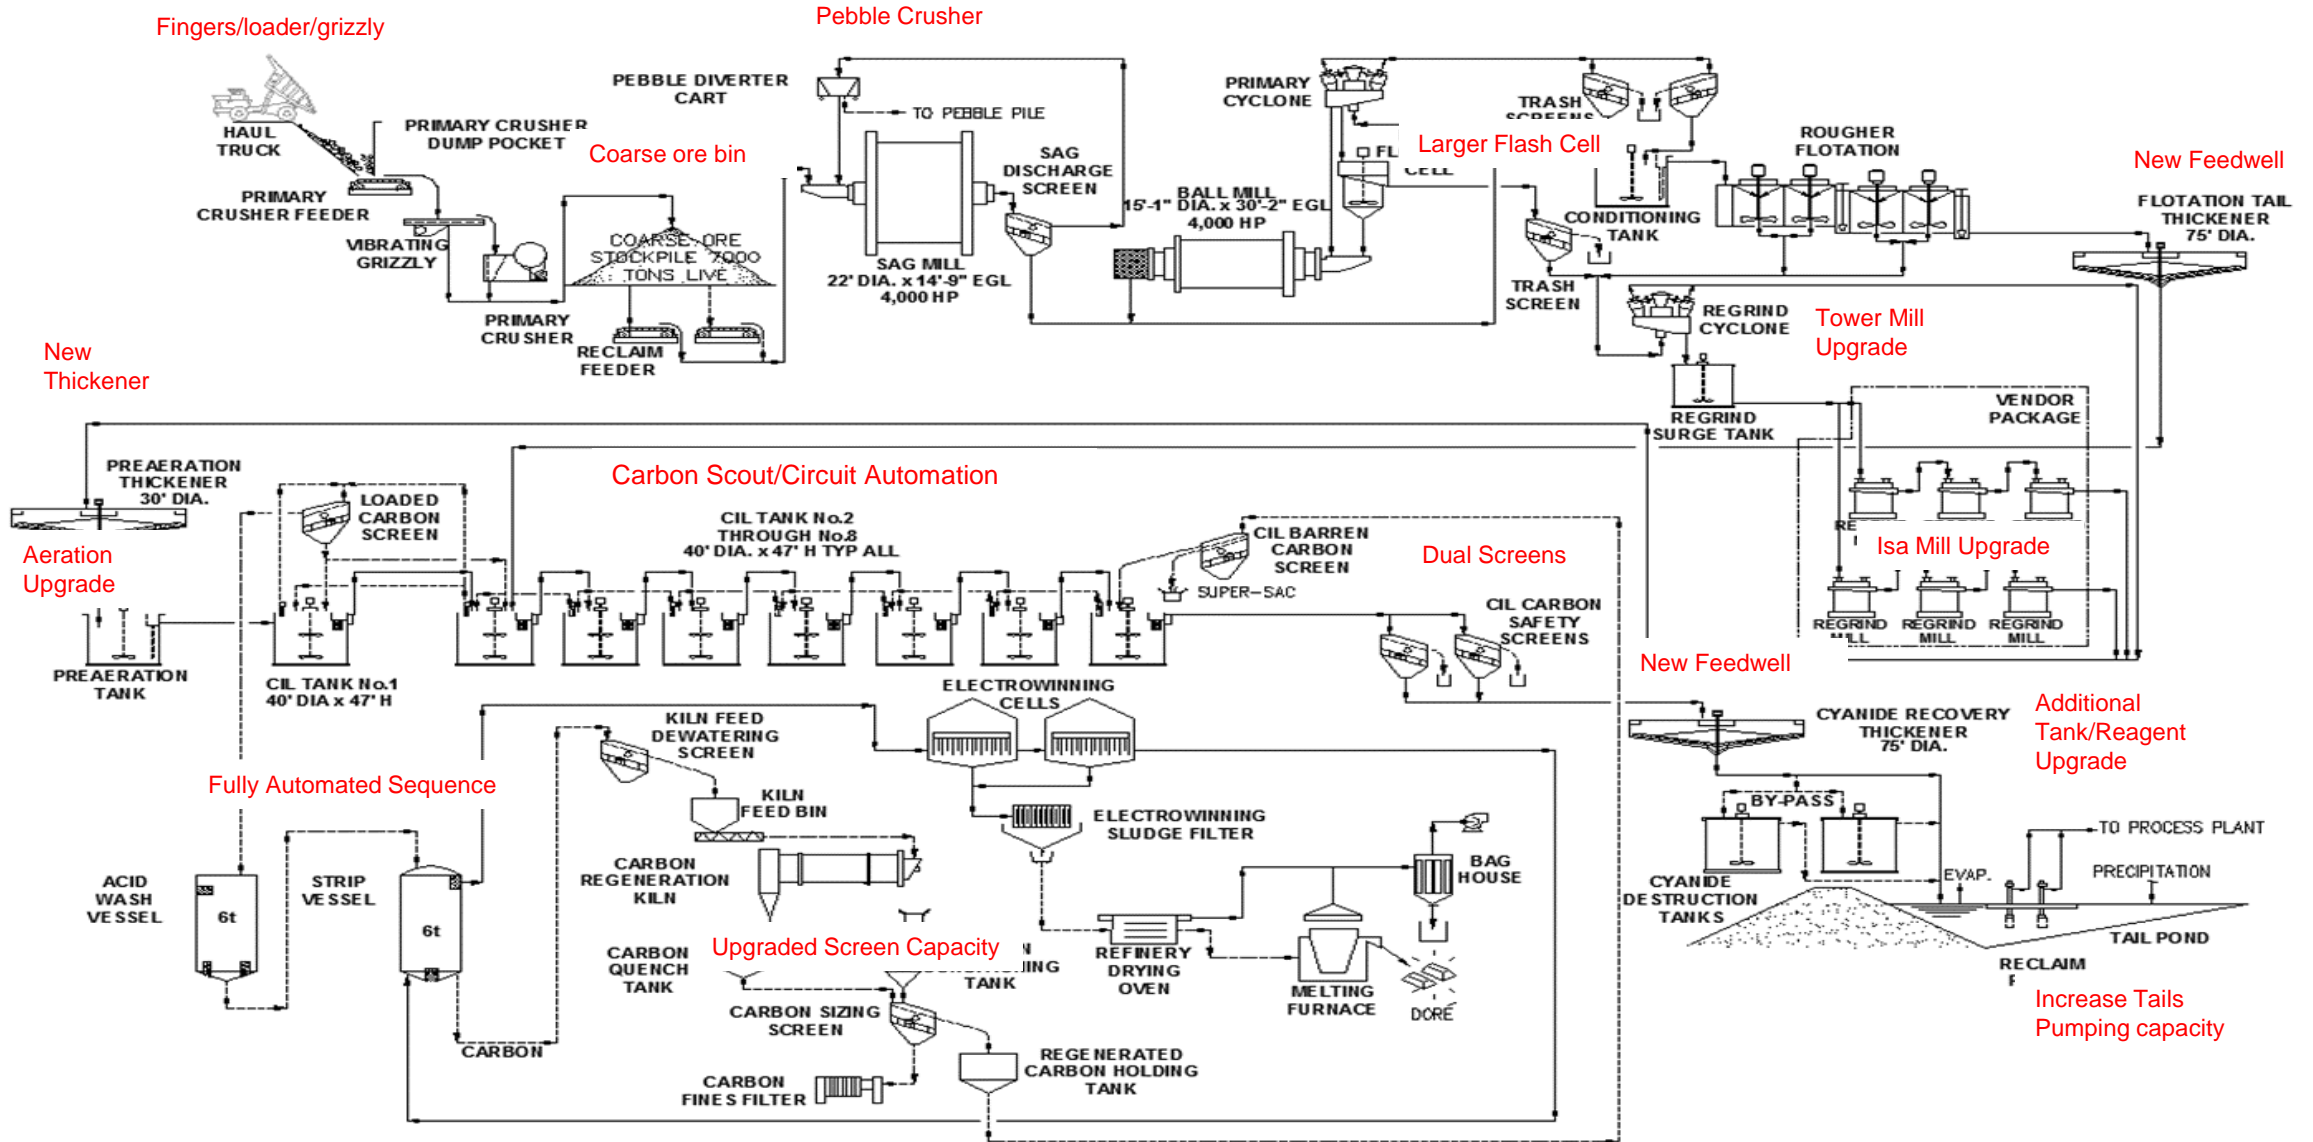 Fingers/loader/grizzly
Pebble Crusher
HAUL
TRUCK
PRIMARY CRUSHER
DUMP POCKET
PRIMARY
CRUSHER FEEDER
VIBRATING
GRIZZLY
PRIMARY
CRUSHER
Coarse ore bin
COARSE ORE
STOCKPILE 7000
TONS LIVE
RECLAIM
FEEDER
PEBBLE DIVERTER
CART
TO PEBBLE PILE
SAG MILL
22' DIA. x 14'-9" EGL
4,000 HP
SAG
DISCHARGE
SCREEN
PRIMARY
CYCLONE
BALL MILL
15'-1" DIA. x 30'-2" EGL
4,000 HP
Larger Flash Cell
FL
CELL
TRASH
SCREENS
CONDITIONING
TANK
TRASH
SCREEN
ROUGHER
FLOTATION
New Feedwell
FLOTATION TAIL
THICKENER
75' DIA.
REGRIND
CYCLONE
Tower Mill
Upgrade
REGRIND
SURGE TANK
VENDOR
PACKAGE
RE
Isa Mill Upgrade
REGRIND
MILL
REGRIND
MILL
REGRIND
MILL
New
Thickener
PREAERATION
THICKENER
30' DIA.
Aeration
Upgrade
PREAERATION
TANK
LOADED
CARBON
SCREEN
CIL TANK No.1
40' DIA x 47' H
Carbon Scout/Circuit Automation
CIL TANK No.2
THROUGH No.8
40' DIA. x 47' H TYP ALL
CIL BARREN
CARBON
SCREEN
SUPER-SAC
Dual Screens
CIL CARBON
SAFETY
SCREENS
New Feedwell
CYANIDE RECOVERY
THICKENER
75' DIA.
Additional
Tank/Reagent
Upgrade
BY-PASS
CYANIDE
DESTRUCTION
TANKS
TO PROCESS PLANT
EVAP.
PRECIPITATION
TAIL POND
RECLAIM
Increase Tails
Pumping capacity
Fully Automated Sequence
ACID
WASH
VESSEL
6t
STRIP
VESSEL
6t
CARBON
KILN FEED
DEWATERING
SCREEN
KILN
FEED BIN
CARBON
REGENERATION
KILN
CARBON
QUENCH
TANK
Upgraded Screen Capacity
TANK
CARBON SIZING
SCREEN
CARBON
FINES FILTER
REGENERATED
CARBON HOLDING
TANK
ELECTROWINNING
CELLS
ELECTROWINNING
SLUDGE FILTER
REFINERY
DRYING
OVEN
MELTING
FURNACE
BAG
HOUSE
DORÉ